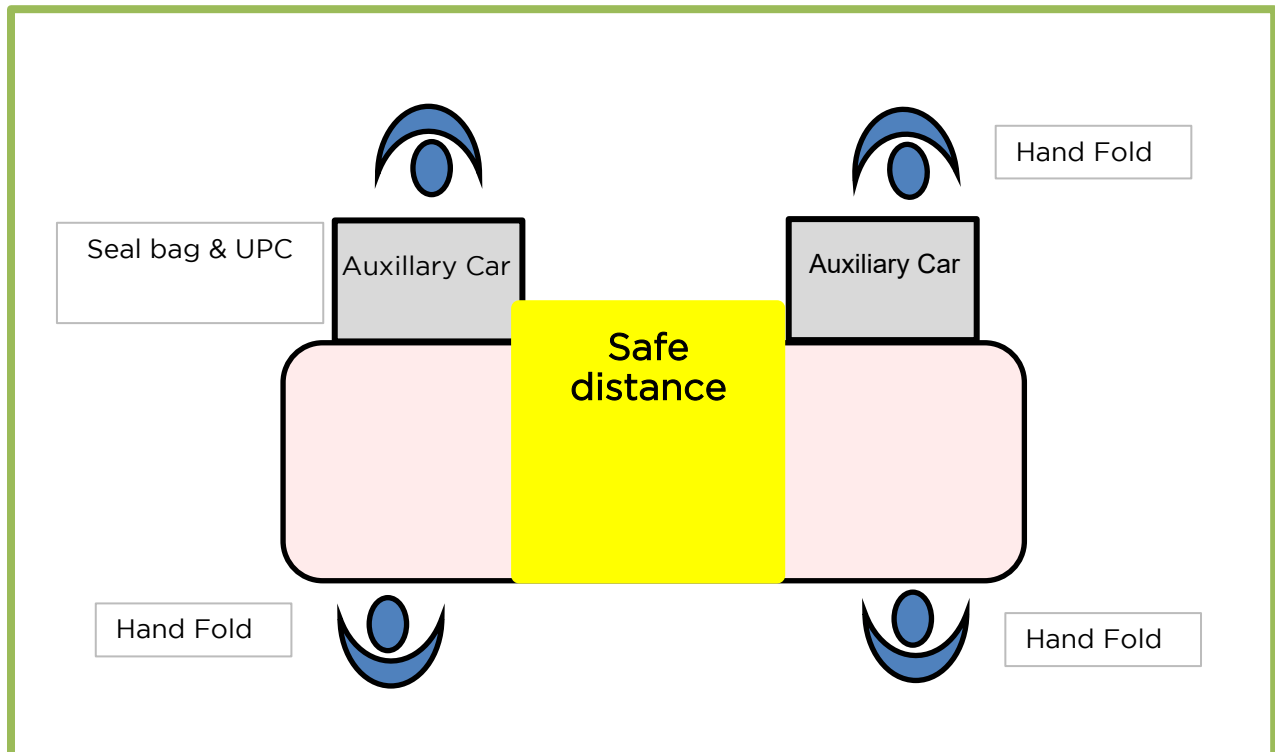 Hand Fold
Seal bag & UPC
Auxillary Car
Auxiliary Car
Safe
distance
Hand Fold
Hand Fold